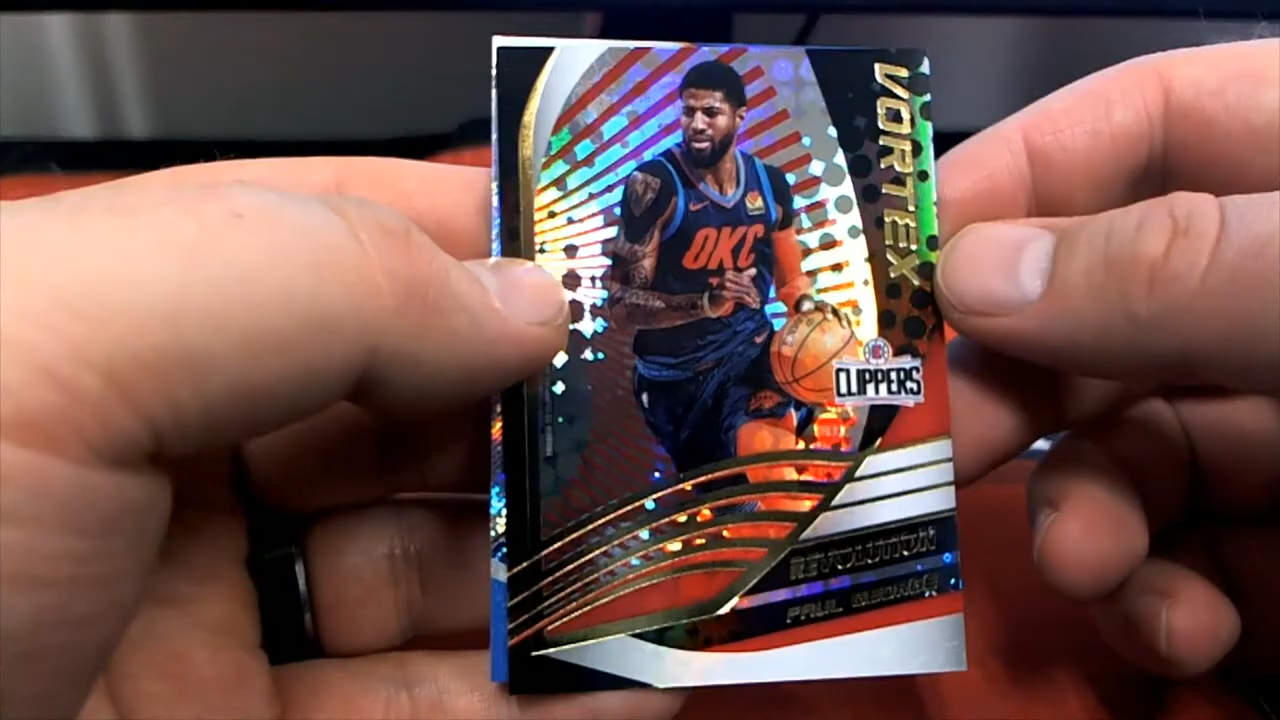 VORTEX
OKC
CLIPPERS
REVOLUTION
PAUL GEORGE